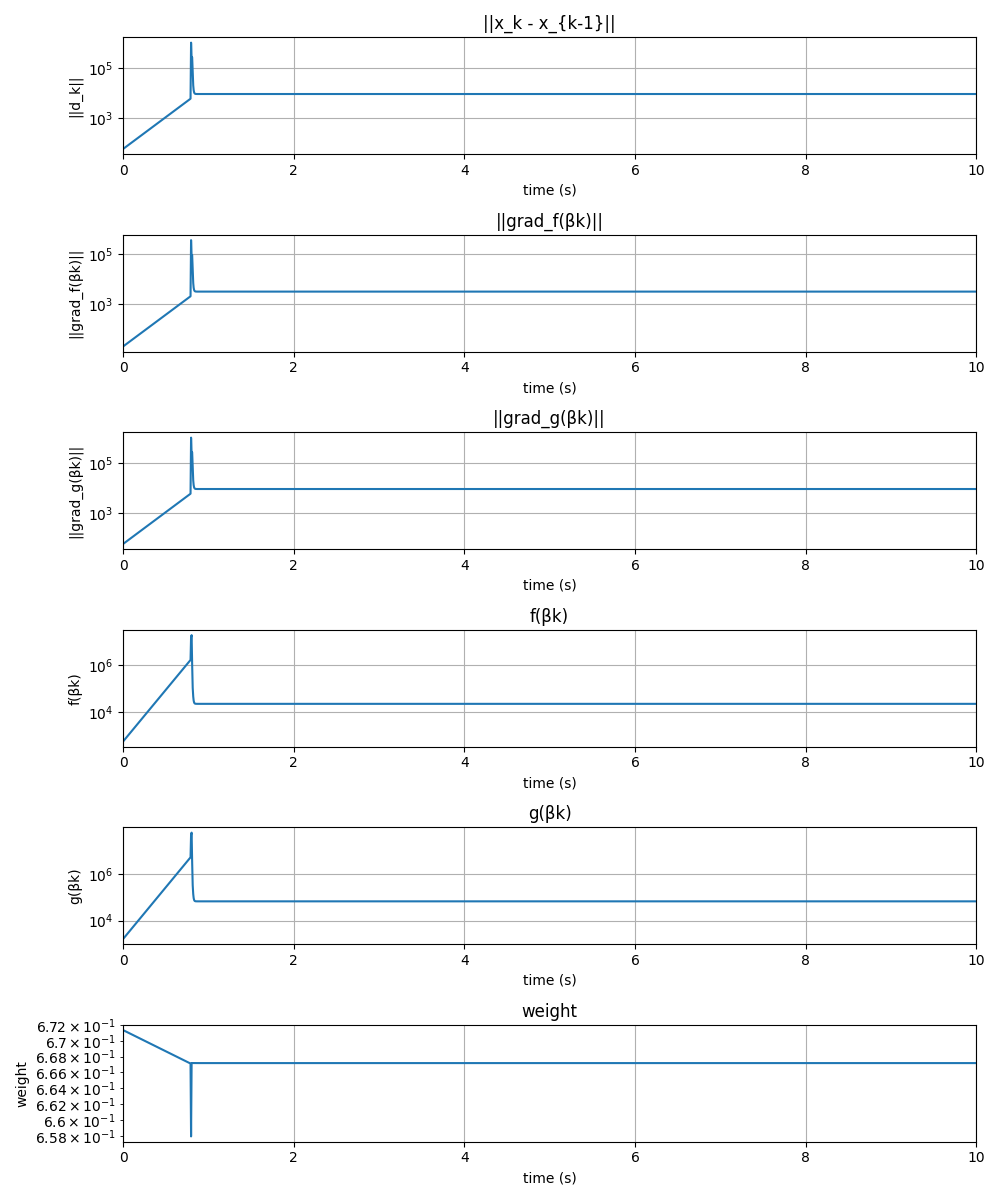 ||x_k - x_{k-1}||
||d_k||
10^5
10^3
0 2 4 6 8 10
time (s)
||grad_f(βk)||
||grad_f(βk)||
10^5
10^3
0 2 4 6 8 10
time (s)
||grad_g(βk)||
||grad_g(βk)||
10^5
10^3
0 2 4 6 8 10
time (s)
f(βk)
f(βk)
10^6
10^4
0 2 4 6 8 10
time (s)
g(βk)
g(βk)
10^6
10^4
0 2 4 6 8 10
time (s)
weight
weight
6.72 × 10^-1
6.7 × 10^-1
6.68 × 10^-1
6.66 × 10^-1
6.64 × 10^-1
6.62 × 10^-1
6.6 × 10^-1
6.58 × 10^-1
0 2 4 6 8 10
time (s)